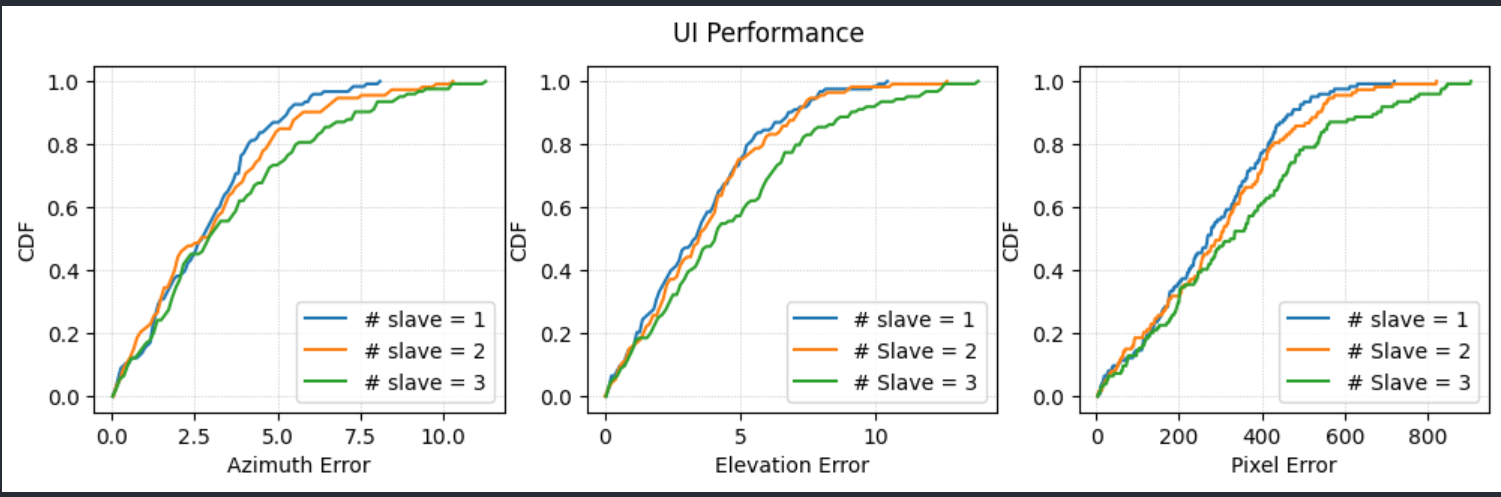 UI Performance
CDF
1.0
0.8
0.6
0.4
0.2
0.0
# slave = 1
# slave = 2
# slave = 3
0.0 2.5 5.0 7.5 10.0
Azimuth Error
CDF
1.0
0.8
0.6
0.4
0.2
0.0
# slave = 1
# Slave = 2
# Slave = 3
0 5 10
Elevation Error
CDF
1.0
0.8
0.6
0.4
0.2
0.0
# slave = 1
# Slave = 2
# Slave = 3
0 200 400 600 800
Pixel Error